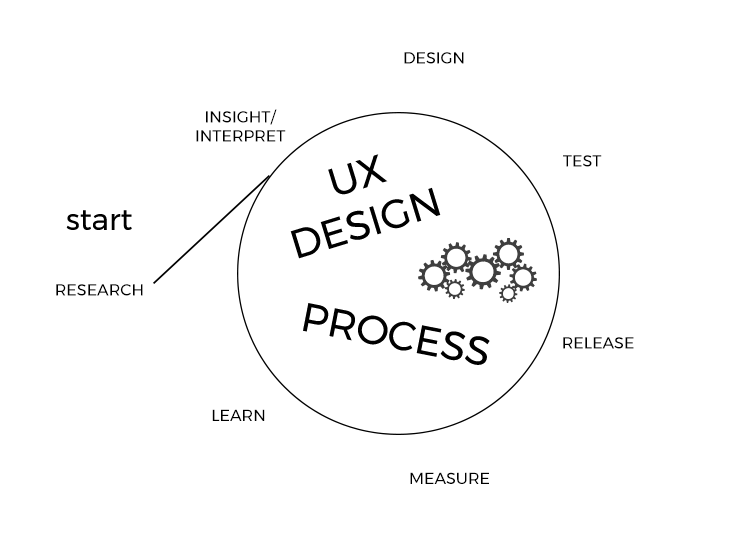 DESIGN
INSIGHT/
INTERPRET
TEST
UX
DESIGN
start
RESEARCH
PROCESS
RELEASE
LEARN
MEASURE